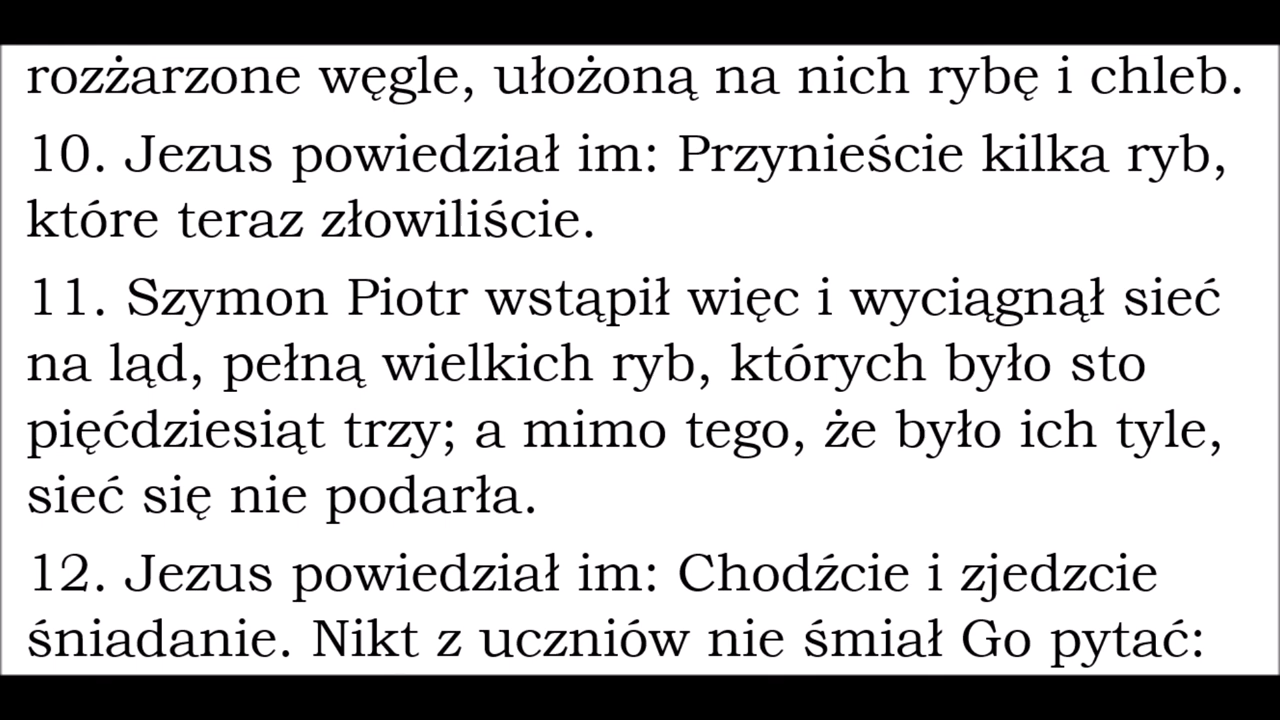 rozżarzone węgle, ułożoną na nich rybę i chleb.
10. Jezus powiedział im: Przynieście kilka ryb,
które teraz złowiliście.
11. Szymon Piotr wstąpił więc i wyciągnął sieć
na ląd, pełną wielkich ryb, których było sto
pięćdziesiąt trzy; a mimo tego, że było ich tyle,
sieć się nie podarła.
12. Jezus powiedział im: Chodźcie i zjedzcie
śniadanie. Nikt z uczniów nie śmiał Go pytać: